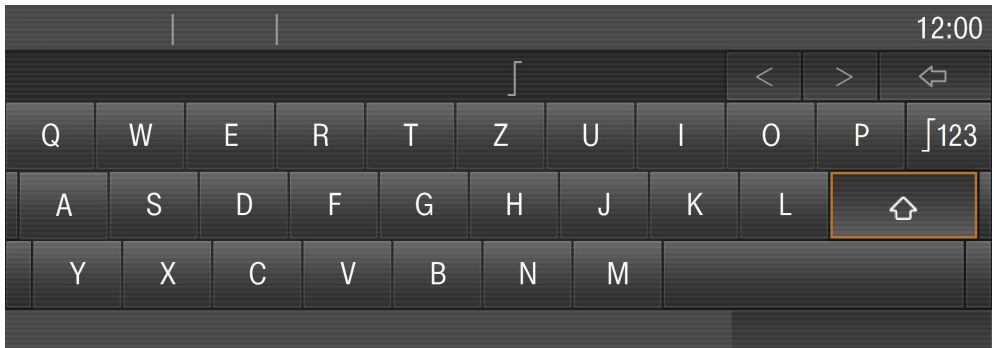 12:00
< >
Q W E R T Z U I O P ⌠123
A S D F G H J K L
Y X C V B N M